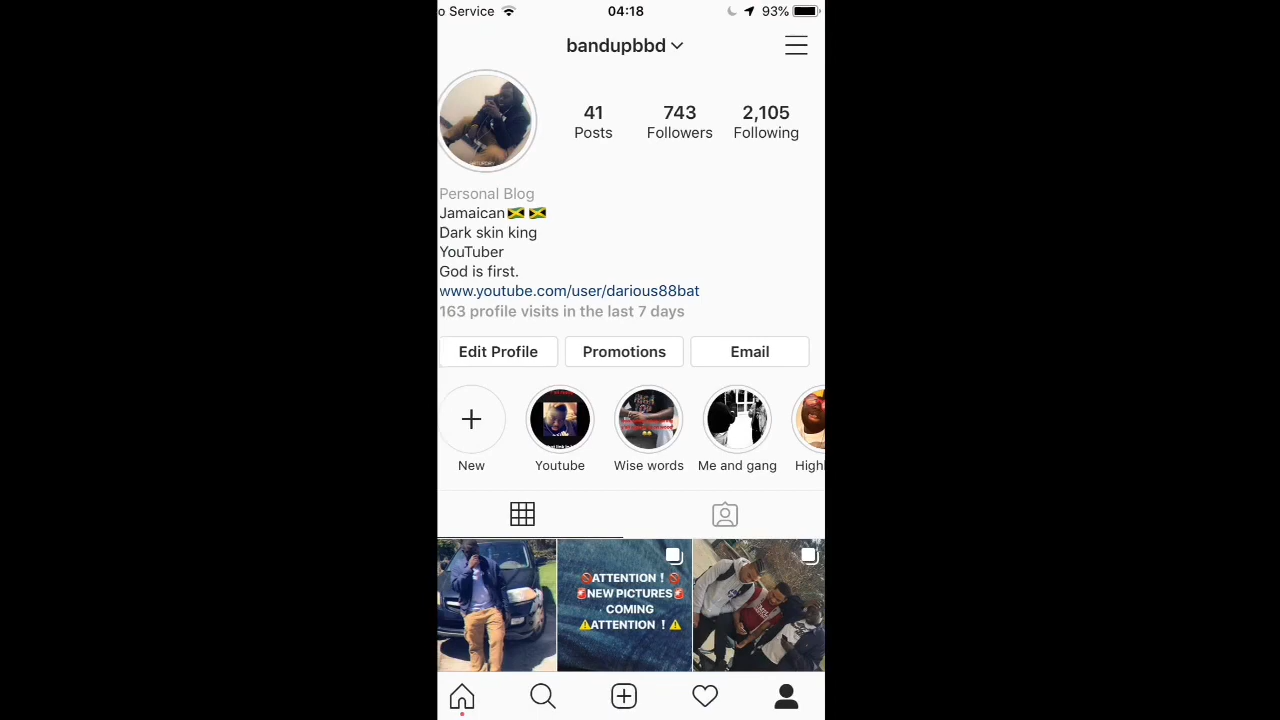 o Service 04:18 93%
bandupbbd
41 743 2,105
Posts Followers Following
Personal Blog
Jamaican🇯🇲 🇯🇲
Dark skin king
YouTuber
God is first.
www.youtube.com/user/darious88bat
163 profile visits in the last 7 days
Edit Profile Promotions Email
New Youtube Wise words Me and gang Highl
🚫ATTENTION❗🚫
🚨NEW PICTURES🚨
COMING
⚠️ATTENTION❗⚠️